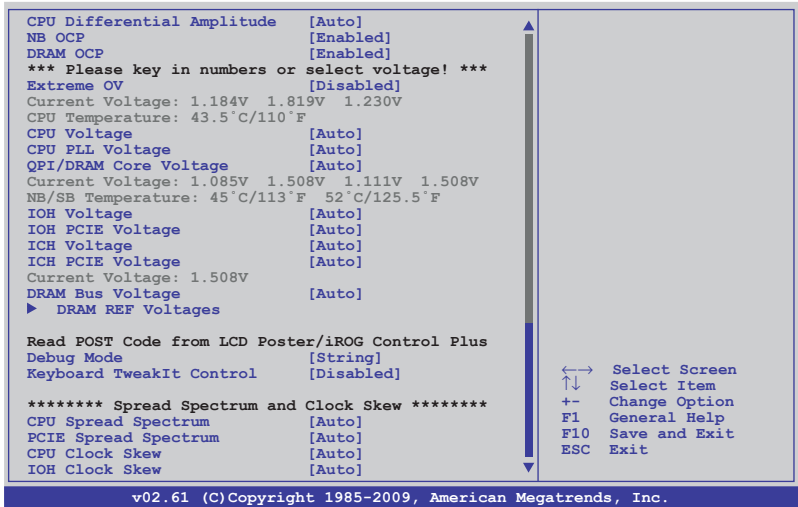 CPU Differential Amplitude [Auto]
NB OCP [Enabled]
DRAM OCP [Enabled]
*** Please key in numbers or select voltage! ***
Extreme OV [Disabled]
Current Voltage: 1.184V 1.819V 1.230V
CPU Temperature: 43.5°C/110°F
CPU Voltage [Auto]
CPU PLL Voltage [Auto]
QPI/DRAM Core Voltage [Auto]
Current Voltage: 1.085V 1.508V 1.111V 1.508V
NB/SB Temperature: 45°C/113°F 52°C/125.5°F
IOH Voltage [Auto]
IOH PCIE Voltage [Auto]
ICH Voltage [Auto]
ICH PCIE Voltage [Auto]
Current Voltage: 1.508V
DRAM Bus Voltage [Auto]
DRAM REF Voltages
Read POST Code from LCD Poster/iROG Control Plus
Debug Mode [String]
Keyboard TweakIt Control [Disabled]
******** Spread Spectrum and Clock Skew ********
CPU Spread Spectrum [Auto]
PCIE Spread Spectrum [Auto]
CPU Clock Skew [Auto]
IOH Clock Skew [Auto]
←→ Select Screen
↑↓ Select Item
+- Change Option
F1 General Help
F10 Save and Exit
ESC Exit
v02.61 (C)Copyright 1985-2009, American Megatrends, Inc.